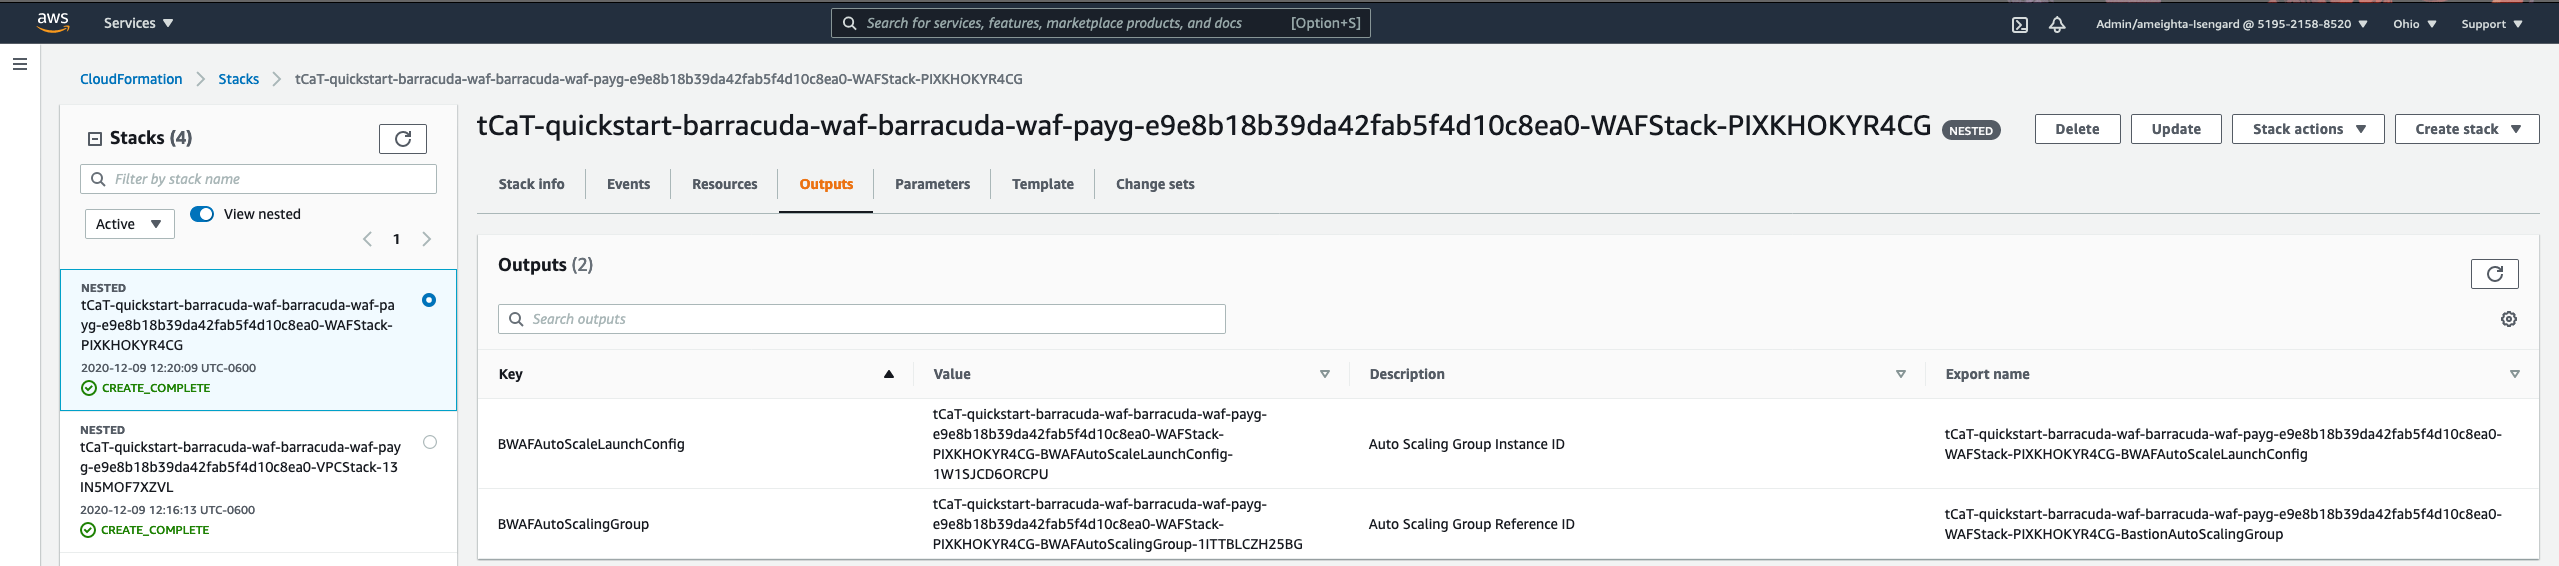 aws
Services ▼
Search for services, features, marketplace products, and docs [Option+S]
Admin/ameighta-Isengard @ 5195-2158-8520 ▼
Ohio ▼
Support ▼
CloudFormation > Stacks > tCaT-quickstart-barracuda-waf-barracuda-waf-payg-e9e8b18b39da42fab5f4d10c8ea0-WAFStack-PIXKHOKYR4CG
Stacks (4)
Filter by stack name
Active ▼
View nested
< 1 >
NESTED
tCaT-quickstart-barracuda-waf-barracuda-waf-pa
yg-e9e8b18b39da42fab5f4d10c8ea0-WAFStack-
PIXKHOKYR4CG
2020-12-09 12:20:09 UTC-0600
CREATE_COMPLETE
NESTED
tCaT-quickstart-barracuda-waf-barracuda-waf-pay
g-e9e8b18b39da42fab5f4d10c8ea0-VPCStack-13
IN5MOF7XZVL
2020-12-09 12:16:13 UTC-0600
CREATE_COMPLETE
tCaT-quickstart-barracuda-waf-barracuda-waf-payg-e9e8b18b39da42fab5f4d10c8ea0-WAFStack-PIXKHOKYR4CG NESTED
Delete
Update
Stack actions ▼
Create stack ▼
Stack info
Events
Resources
Outputs
Parameters
Template
Change sets
Outputs (2)
Search outputs
Key
Value
Description
Export name
BWAFAutoScaleLaunchConfig
tCaT-quickstart-barracuda-waf-barracuda-waf-payg-
e9e8b18b39da42fab5f4d10c8ea0-WAFStack-
PIXKHOKYR4CG-BWAFAutoScaleLaunchConfig-
1W1SJCD6ORCPU
Auto Scaling Group Instance ID
tCaT-quickstart-barracuda-waf-barracuda-waf-payg-e9e8b18b39da42fab5f4d10c8ea0-
WAFStack-PIXKHOKYR4CG-BWAFAutoScaleLaunchConfig
BWAFAutoScalingGroup
tCaT-quickstart-barracuda-waf-barracuda-waf-payg-
e9e8b18b39da42fab5f4d10c8ea0-WAFStack-
PIXKHOKYR4CG-BWAFAutoScalingGroup-1ITTBLCZH25BG
Auto Scaling Group Reference ID
tCaT-quickstart-barracuda-waf-barracuda-waf-payg-e9e8b18b39da42fab5f4d10c8ea0-
WAFStack-PIXKHOKYR4CG-BastionAutoScalingGroup